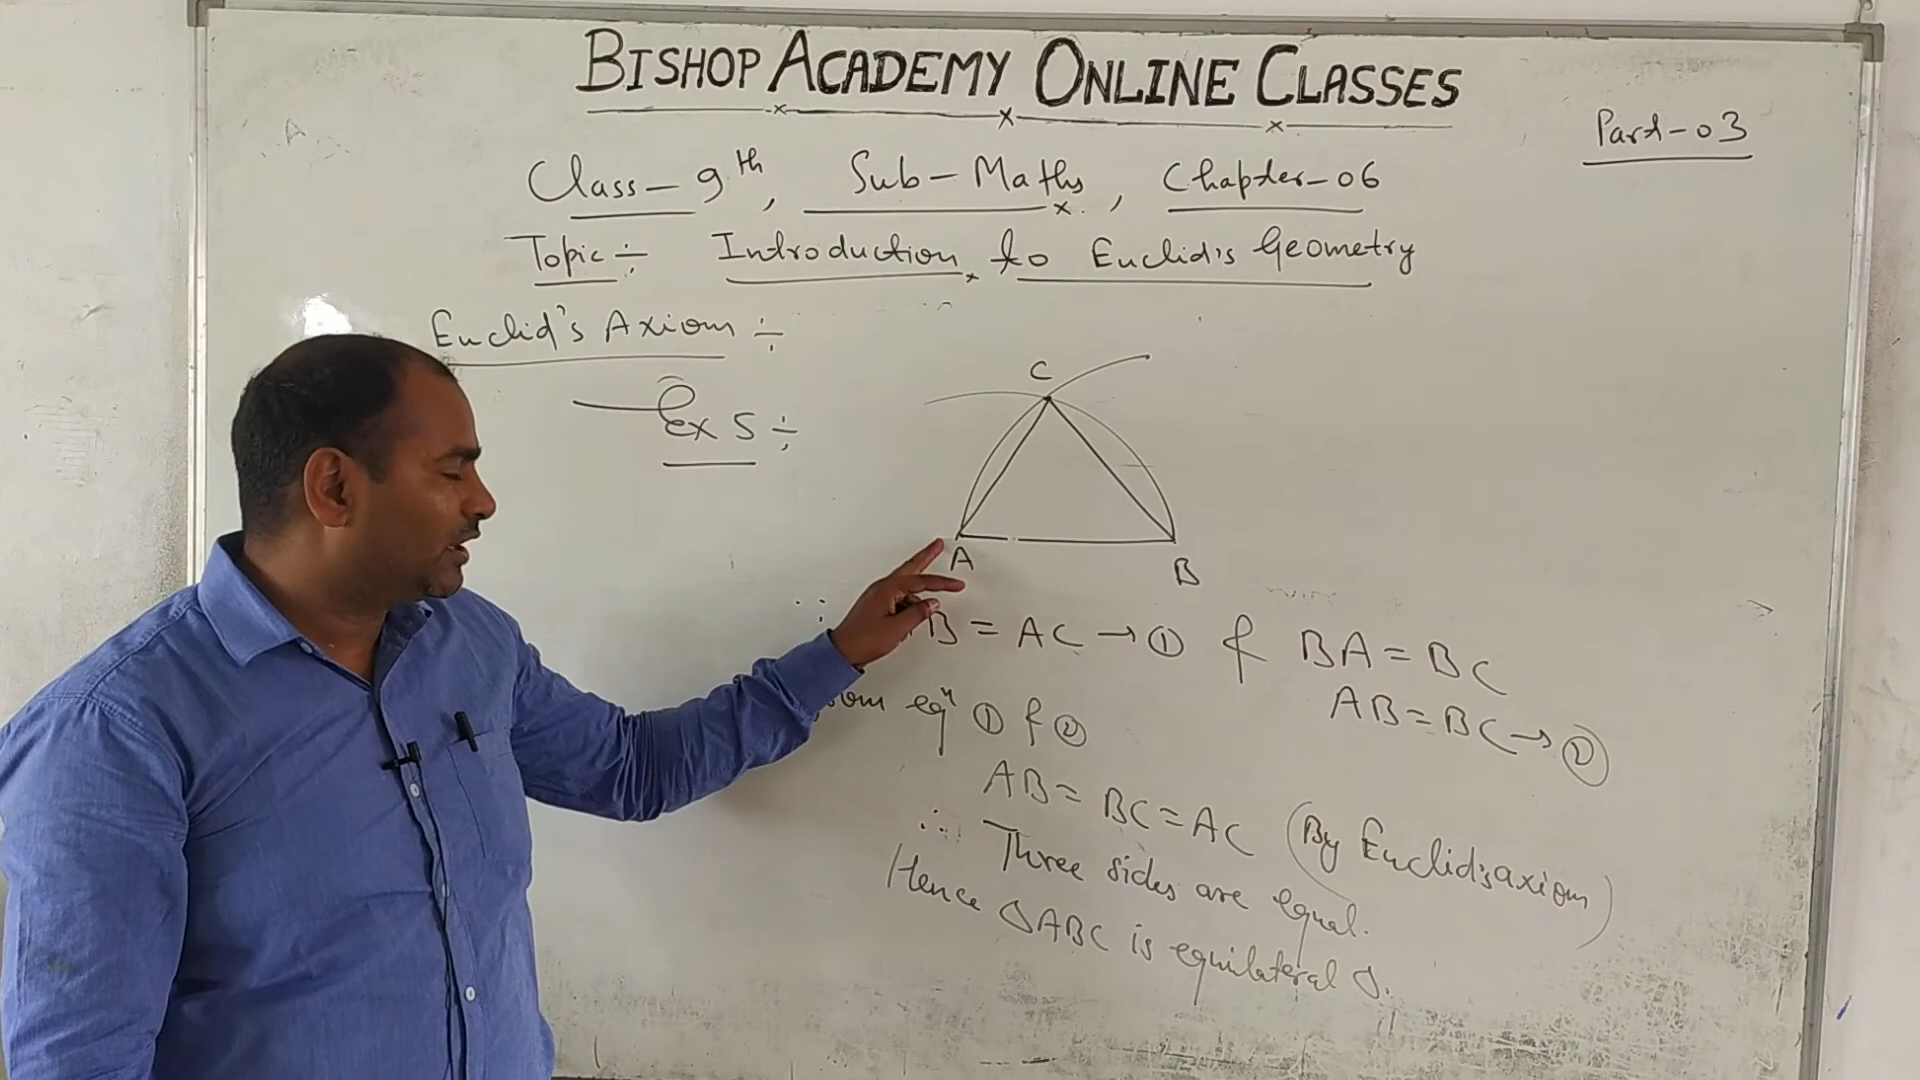 BISHOP ACADEMY ONLINE CLASSES
Part-03
Class-9th, Sub-Maths, Chapter-06
Topic÷ Introduction to Euclid's Geometry
Euclid's Axiom ÷
Ex 5 ÷
C
A
B
∵ B = AC → ① & BA = BC
AB = BC → ②
eqn ① & ②
AB = BC = AC (By Euclid's axiom)
∴ Three sides are equal.
Hence △ABC is equilateral △.